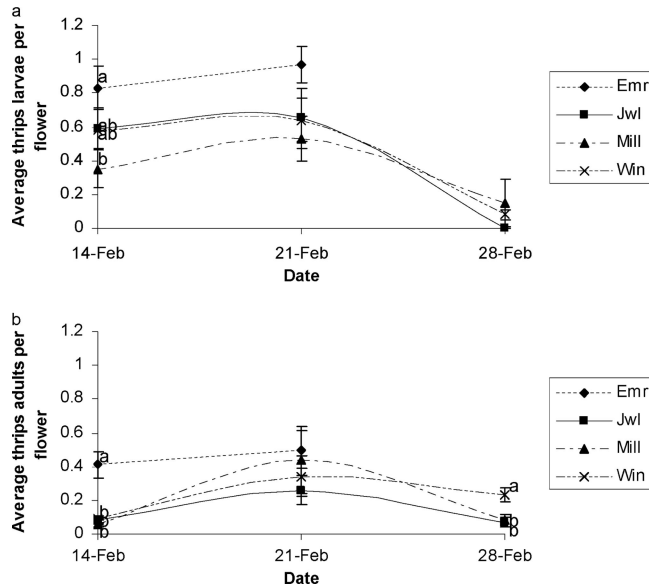 a
Average thrips larvae per
flower
1.2
1
0.8
0.6
0.4
0.2
0
a
ab
ab
b
14-Feb 21-Feb 28-Feb
Date
Emr
Jwl
Mill
Win
b
Average thrips adults per
flower
1.2
1
0.8
0.6
0.4
0.2
0
a
b
b
b
a
b
b
14-Feb 21-Feb 28-Feb
Date
Emr
Jwl
Mill
Win